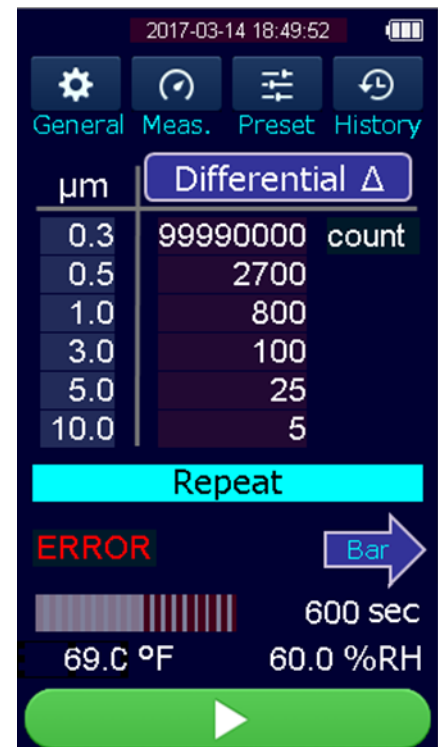 2017-03-14 18:49:52
General Meas. Preset History
µm Differential Δ
0.3 99990000 count
0.5 2700
1.0 800
3.0 100
5.0 25
10.0 5
Repeat
ERROR Bar
600 sec
69.0 ºF 60.0 %RH